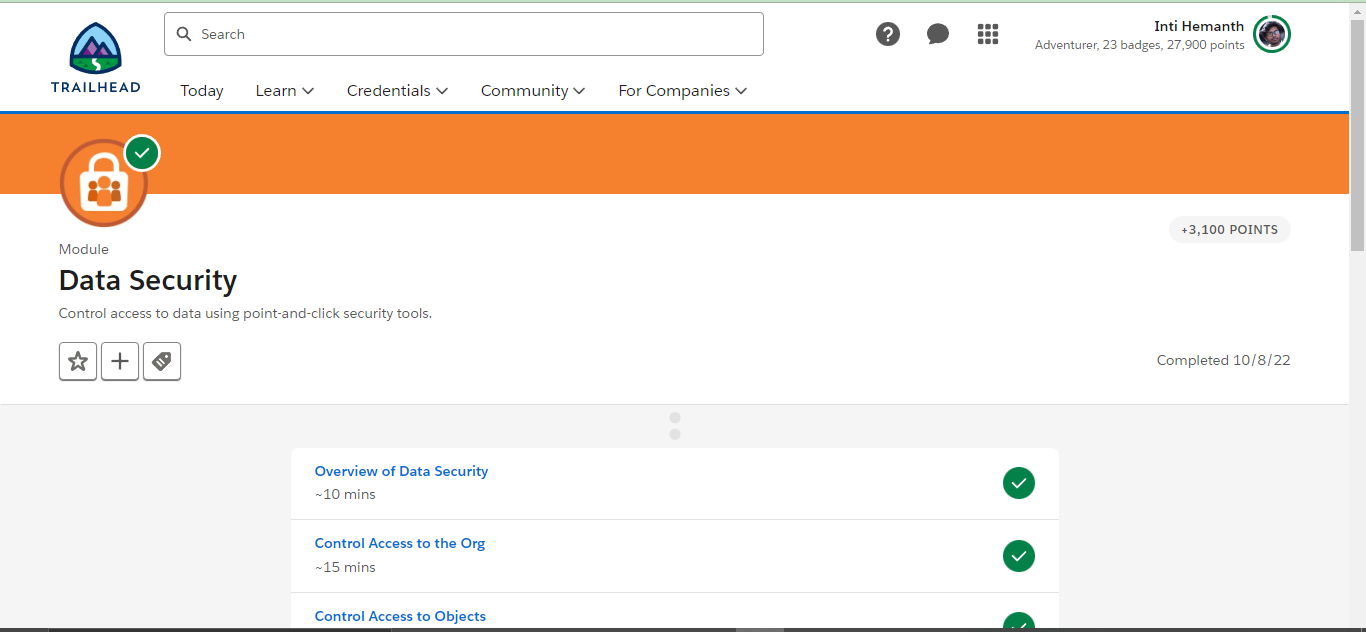 Search
Inti Hemanth
Adventurer, 23 badges, 27,900 points
TRAILHEAD
Today Learn Credentials Community For Companies
+3,100 POINTS
Module
Data Security
Control access to data using point-and-click security tools.
Completed 10/8/22
Overview of Data Security
~10 mins
Control Access to the Org
~15 mins
Control Access to Objects